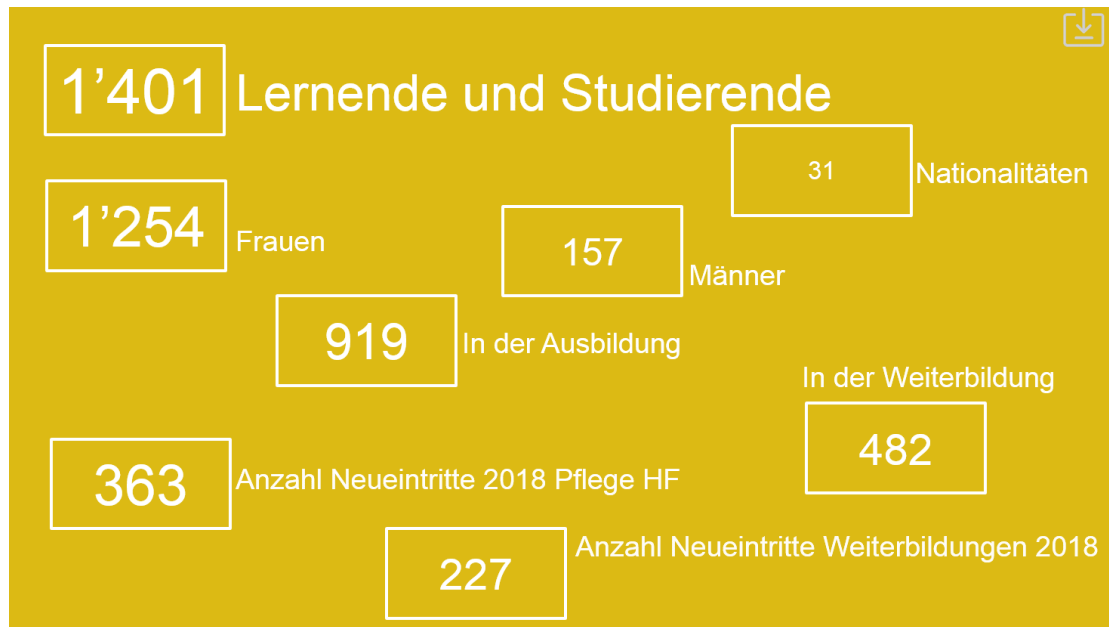 1’401 Lernende und Studierende
31 Nationalitäten
1’254 Frauen
157 Männer
919 In der Ausbildung
In der Weiterbildung
482
363 Anzahl Neueintritte 2018 Pflege HF
227 Anzahl Neueintritte Weiterbildungen 2018